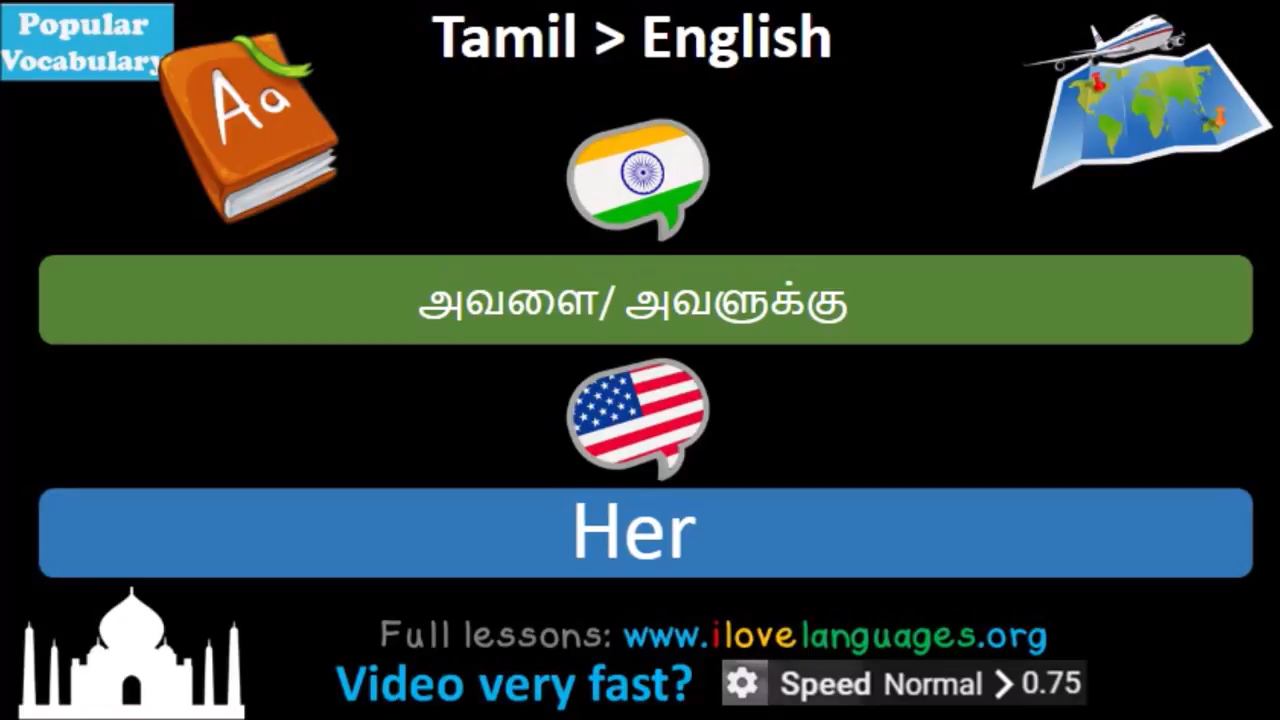 Popular
Vocabulary
Tamil > English
Aa
அவளை/ அவளுக்கு
Her
Full lessons: www.ilovelanguages.org
Video very fast? Speed Normal > 0.75